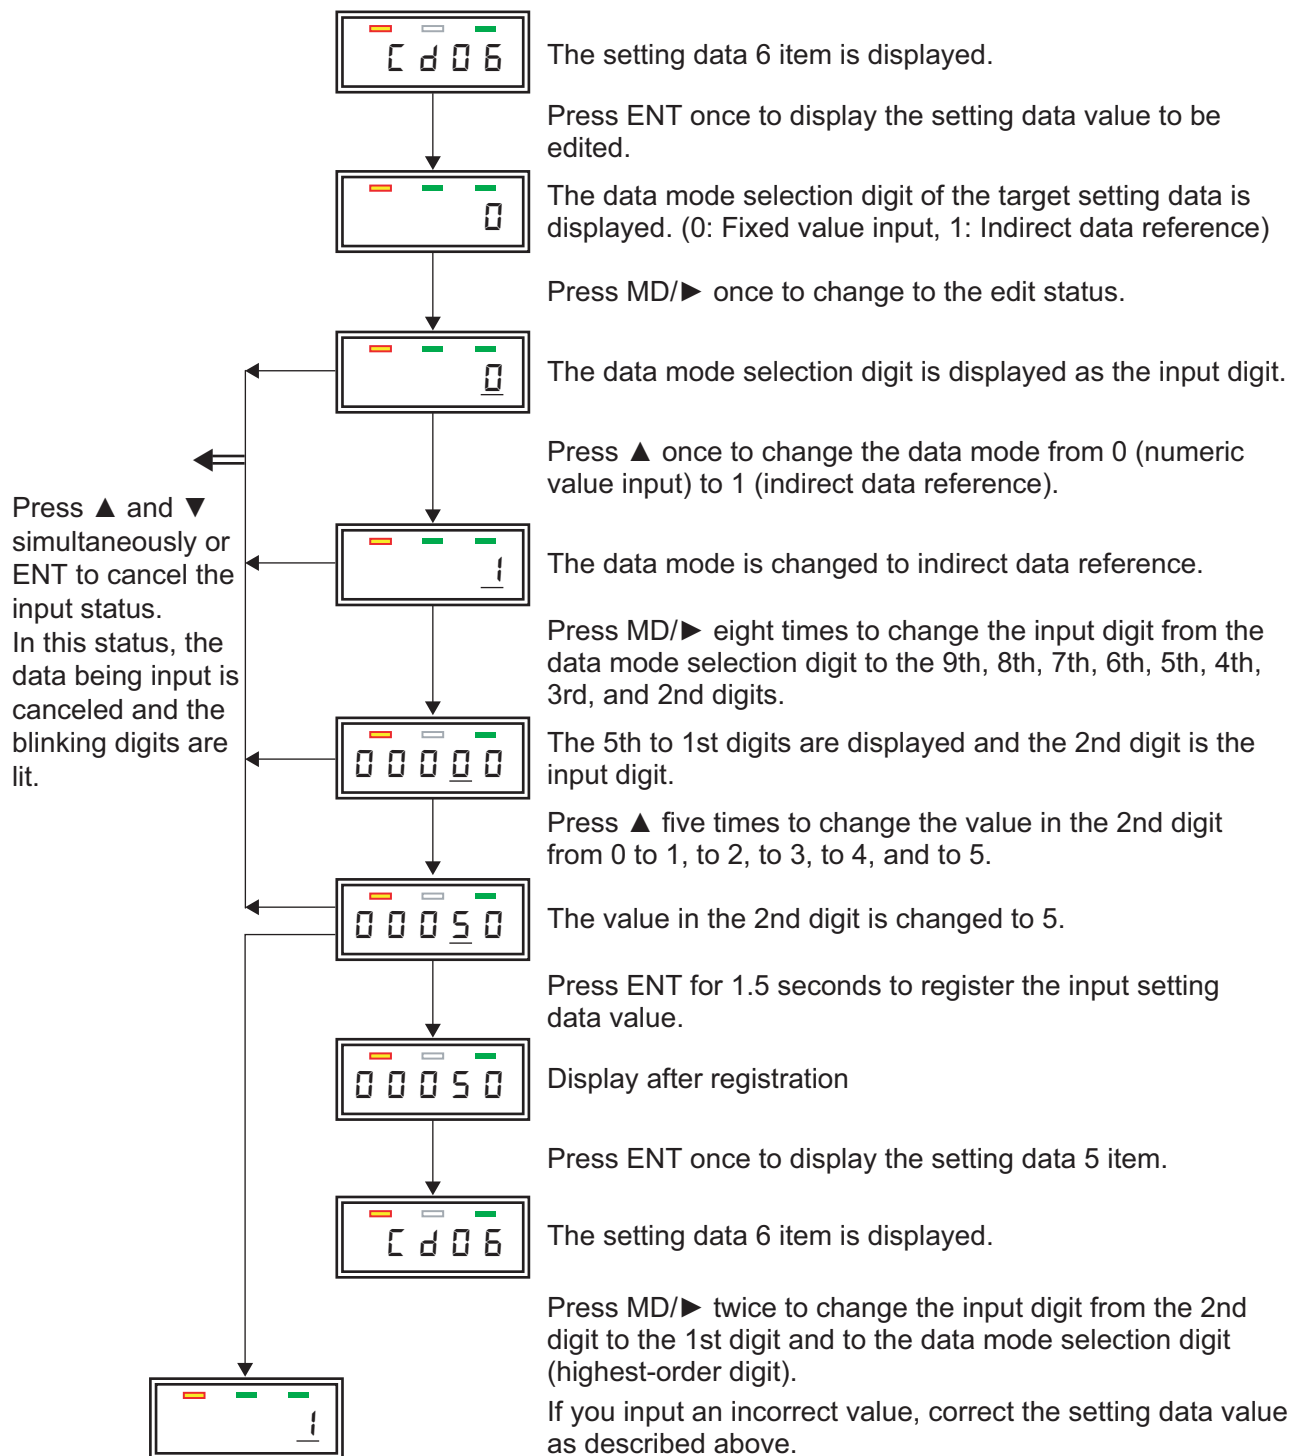 Cd06
The setting data 6 item is displayed.
Press ENT once to display the setting data value to be
edited.
0
The data mode selection digit of the target setting data is
displayed. (0: Fixed value input, 1: Indirect data reference)
Press MD/► once to change to the edit status.
0
The data mode selection digit is displayed as the input digit.
Press ▲ once to change the data mode from 0 (numeric
value input) to 1 (indirect data reference).
Press ▲ and ▼
simultaneously or
ENT to cancel the
input status.
In this status, the
data being input is
canceled and the
blinking digits are
lit.
1
The data mode is changed to indirect data reference.
Press MD/► eight times to change the input digit from the
data mode selection digit to the 9th, 8th, 7th, 6th, 5th, 4th,
3rd, and 2nd digits.
00000
The 5th to 1st digits are displayed and the 2nd digit is the
input digit.
Press ▲ five times to change the value in the 2nd digit
from 0 to 1, to 2, to 3, to 4, and to 5.
00050
The value in the 2nd digit is changed to 5.
Press ENT for 1.5 seconds to register the input setting
data value.
00050
Display after registration
Press ENT once to display the setting data 5 item.
Cd06
The setting data 6 item is displayed.
Press MD/► twice to change the input digit from the 2nd
digit to the 1st digit and to the data mode selection digit
(highest-order digit).
1
If you input an incorrect value, correct the setting data value
as described above.